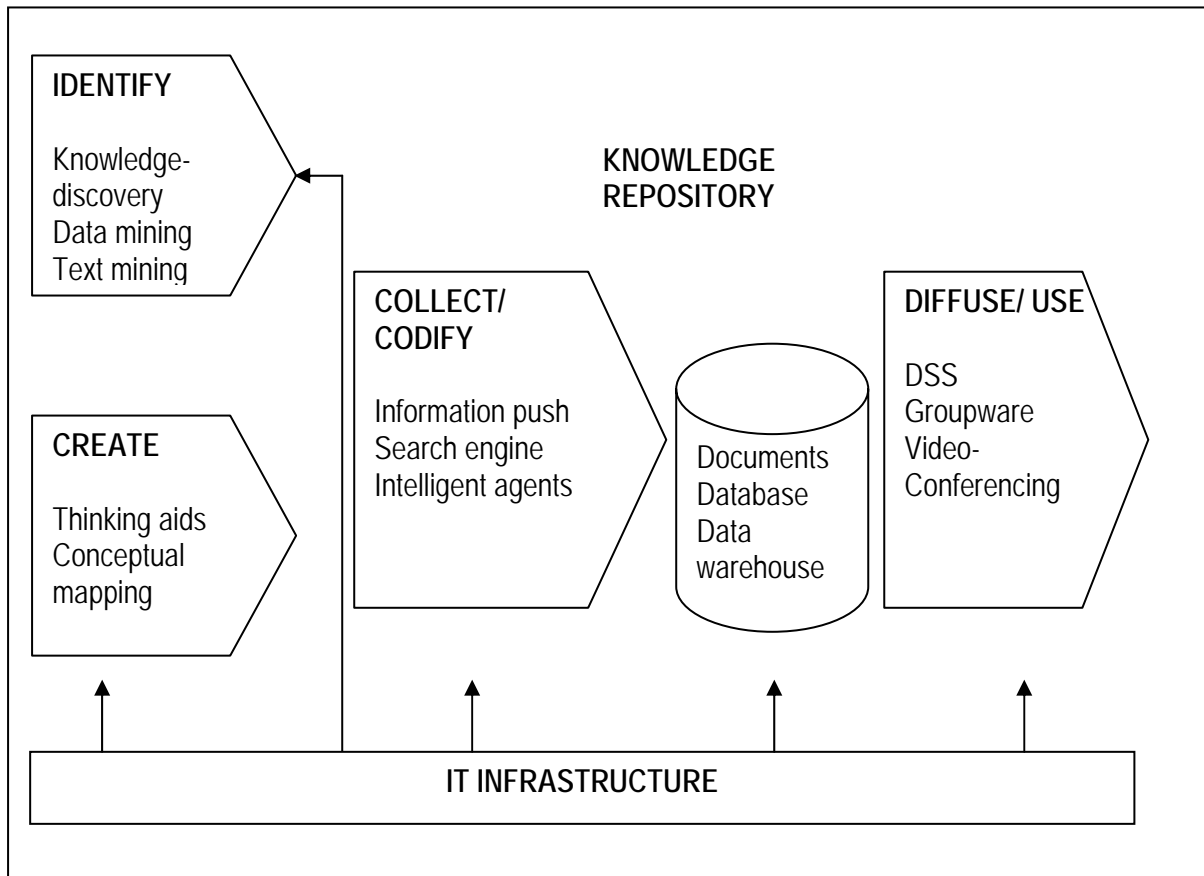 IDENTIFY
Knowledge-
discovery
Data mining
Text mining
CREATE
Thinking aids
Conceptual
mapping
COLLECT/
CODIFY
Information push
Search engine
Intelligent agents
KNOWLEDGE
REPOSITORY
Documents
Database
Data
warehouse
DIFFUSE/ USE
DSS
Groupware
Video-
Conferencing
IT INFRASTRUCTURE